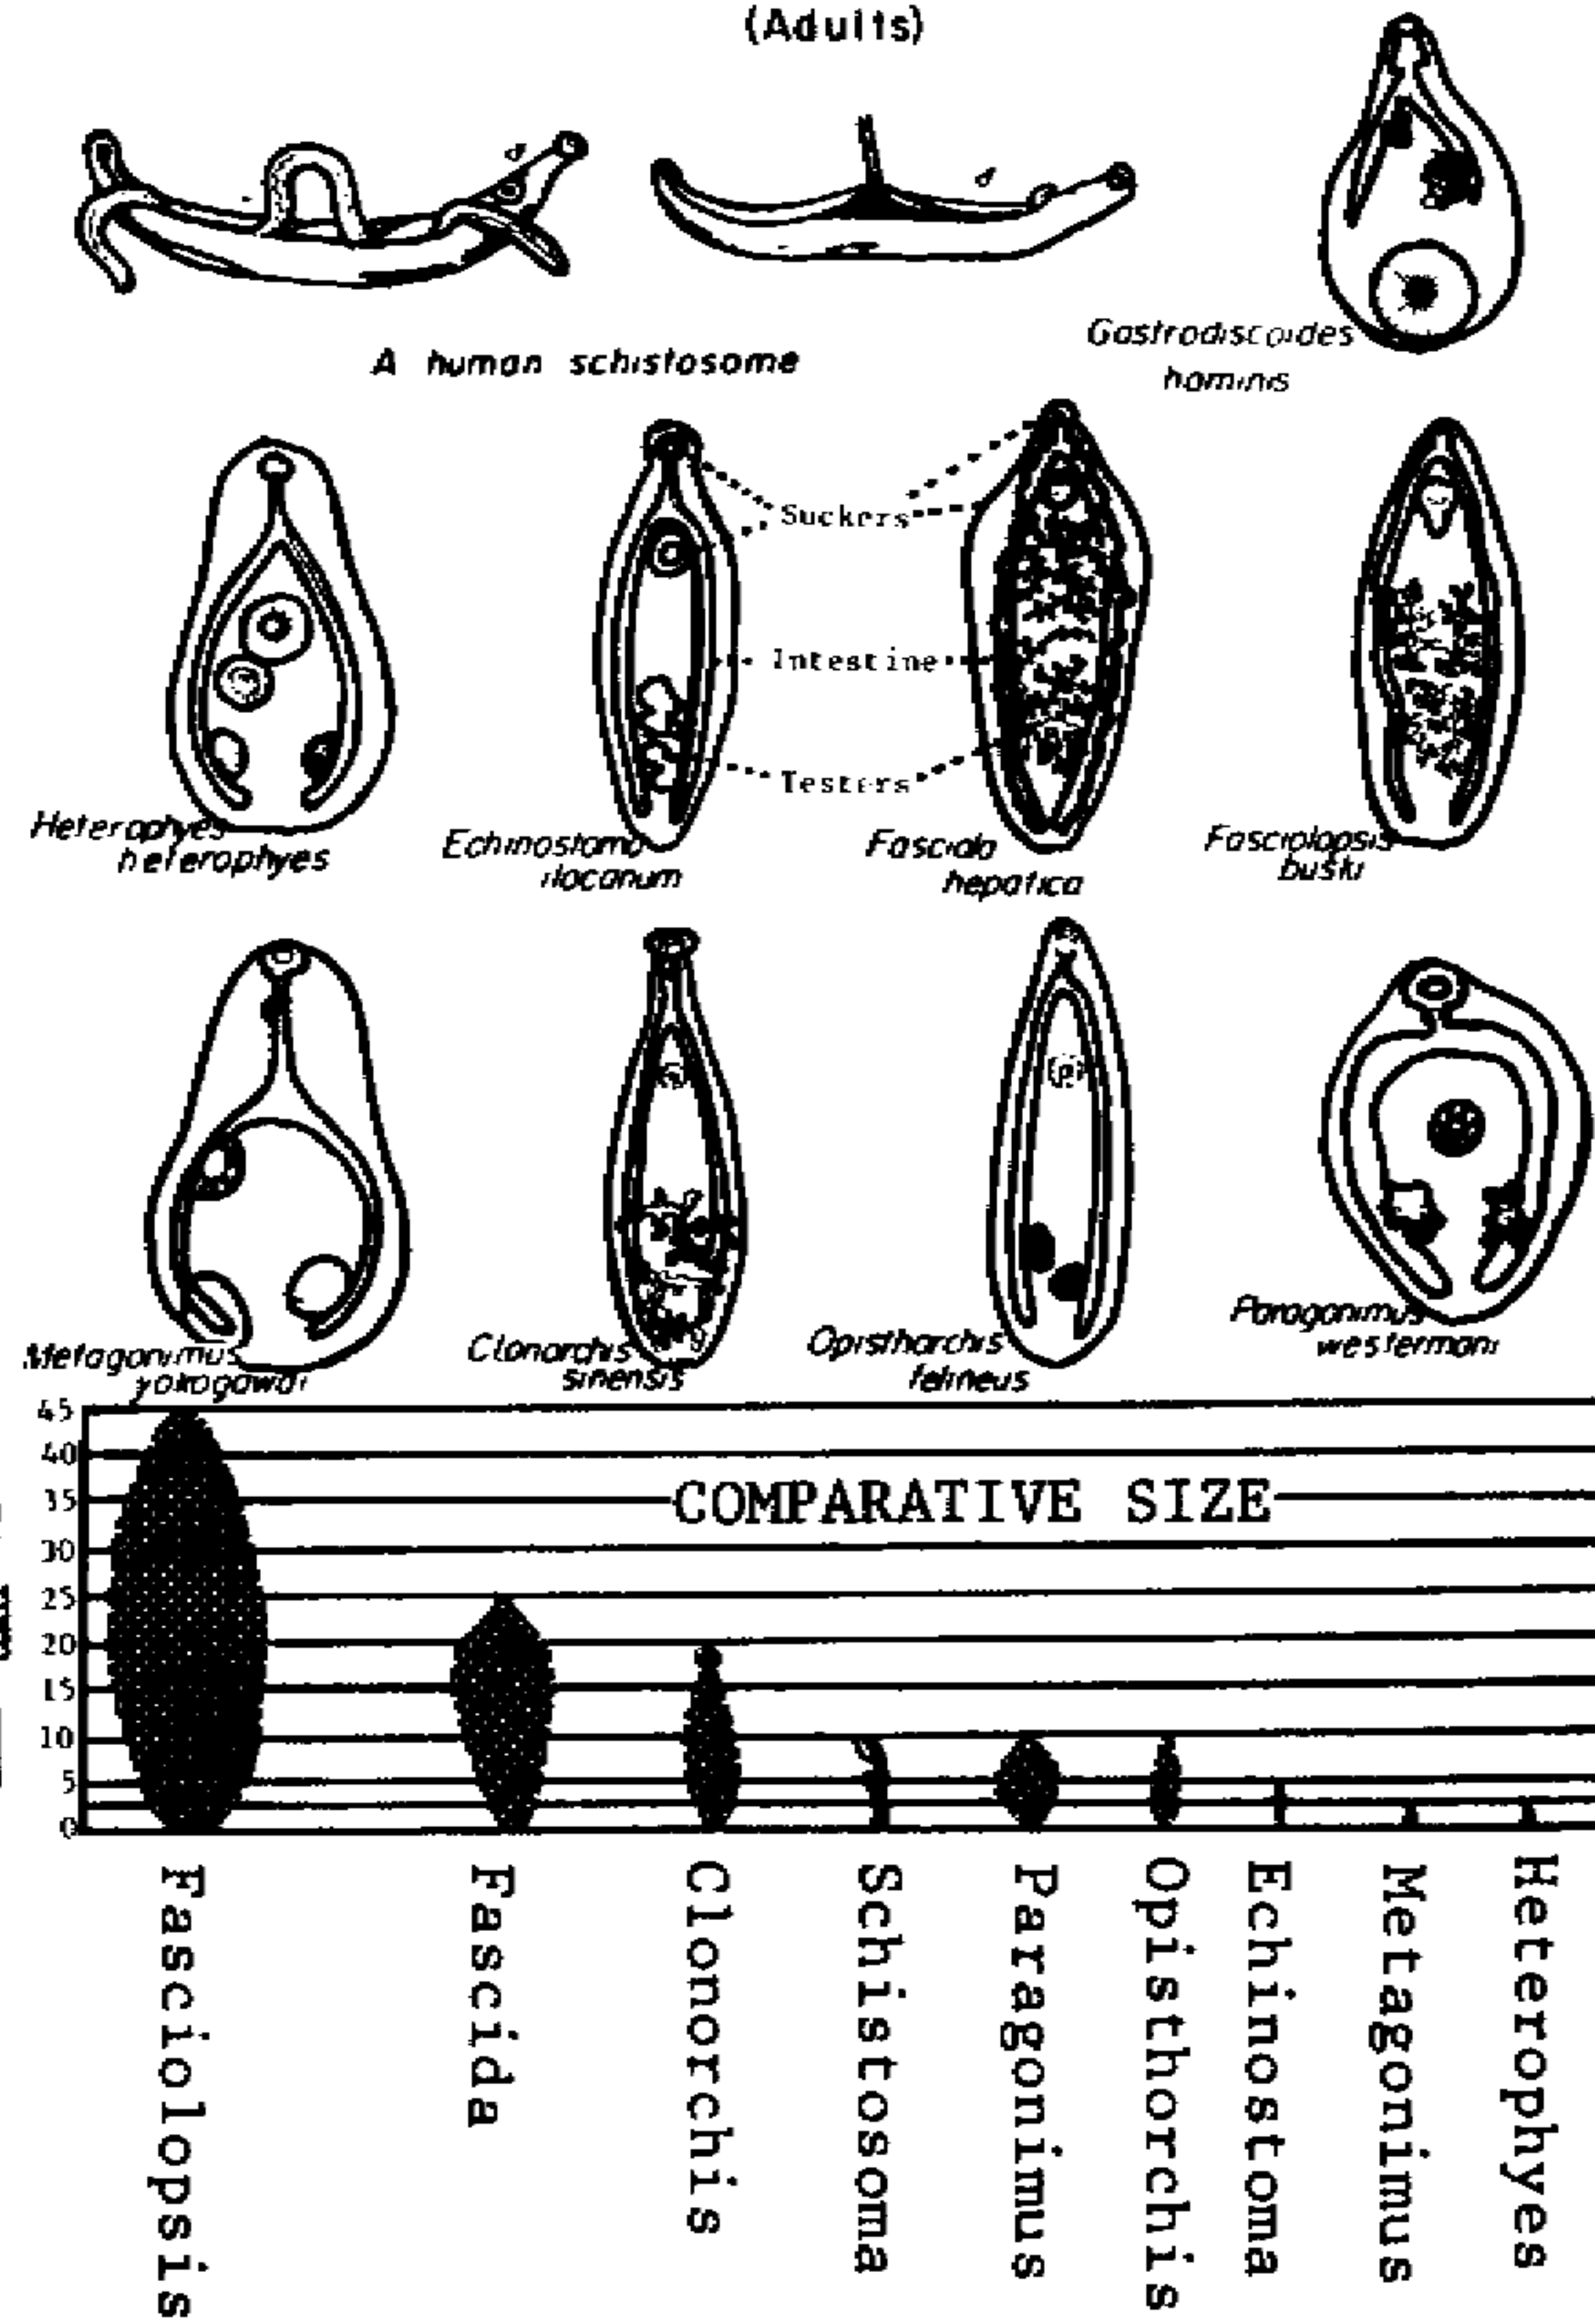 (Adults)
A human schistosome
Gastrodiscoides
hominis
Suckers
Intestine
Testers
Heterophyes
heterophyes
Echinostoma
ilocanum
Fasciola
hepatica
Fasciolopsis
buski
Metagonimus
yokogawai
Clonorchis
sinensis
Opistharchis
felineus
Paragonimus
westermani
45
40
35
COMPARATIVE SIZE
30
25
20
15
10
5
0
Fasciolopsis
Fascida
Clonorchis
Schistosoma
Paragonimus
Opisthorchis
Echinostoma
Metagonimus
Heterophyes